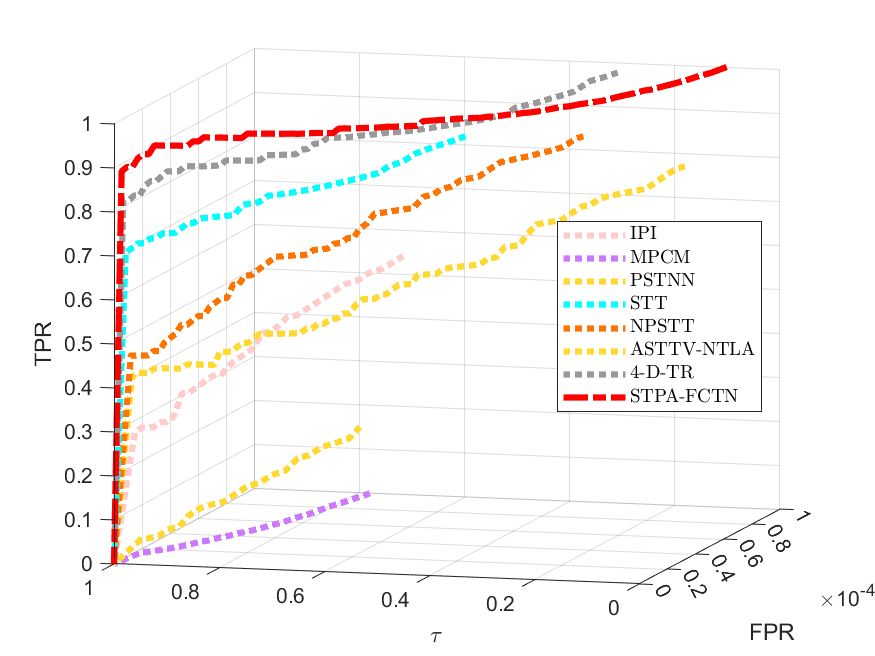 1
0.9
0.8
0.7
0.6
0.5
0.4
0.3
0.2
0.1
0
TPR
IPI
MPCM
PSTNN
STT
NPSTT
ASTTV-NTLA
4-D-TR
STPA-FCTN
1
0.8
0.6
0.4
0.2
0
τ
0
0.2
0.4
0.6
0.8
1
×10⁻⁴
FPR